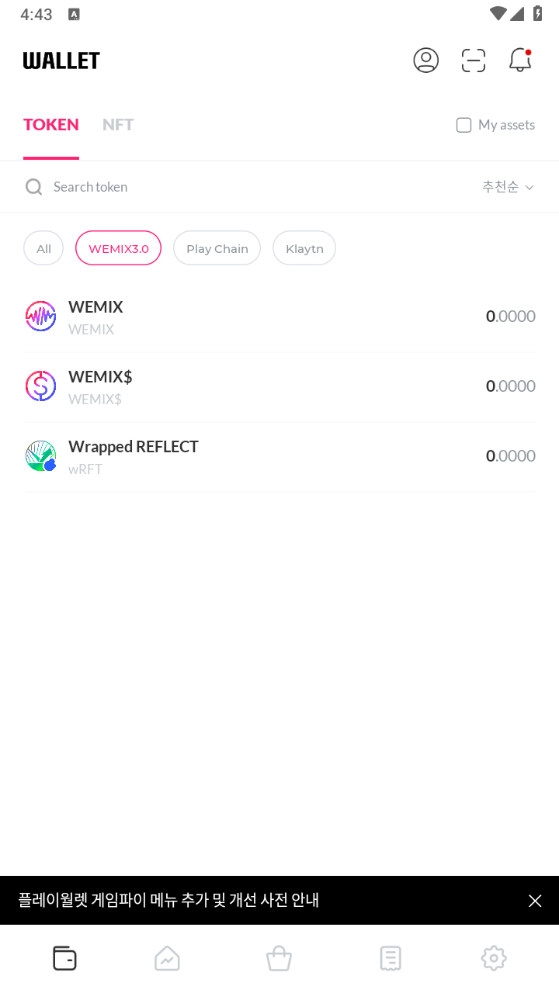 4:43 A
WALLET
TOKEN NFT My assets
Search token 추천순
All WEMIX3.0 Play Chain Klaytn
WEMIX
WEMIX
0.0000
WEMIX$
WEMIX$
0.0000
Wrapped REFLECT
wRFT
0.0000
플레이월렛 게임파이 메뉴 추가 및 개선 사전 안내